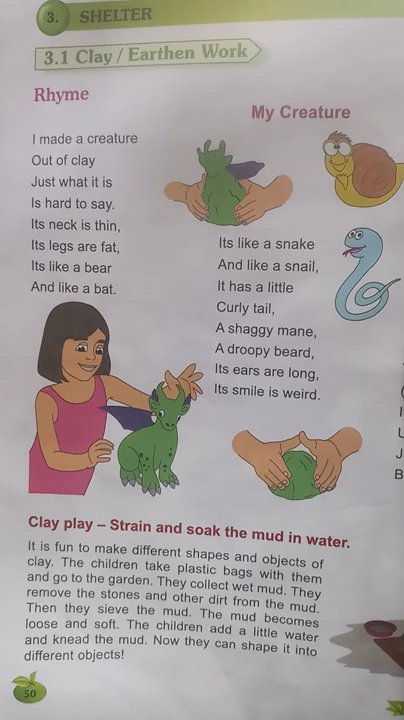 3. SHELTER
3.1 Clay / Earthen Work
Rhyme
My Creature
I made a creature
Out of clay
Just what it is
Is hard to say.
Its neck is thin,
Its legs are fat,
Its like a bear
And like a bat.
Its like a snake
And like a snail,
It has a little
Curly tail,
A shaggy mane,
A droopy beard,
Its ears are long,
Its smile is weird.
Clay play – Strain and soak the mud in water.
It is fun to make different shapes and objects of
clay. The children take plastic bags with them
and go to the garden. They collect wet mud. They
remove the stones and other dirt from the mud.
Then they sieve the mud. The mud becomes
loose and soft. The children add a little water
and knead the mud. Now they can shape it into
different objects!
50